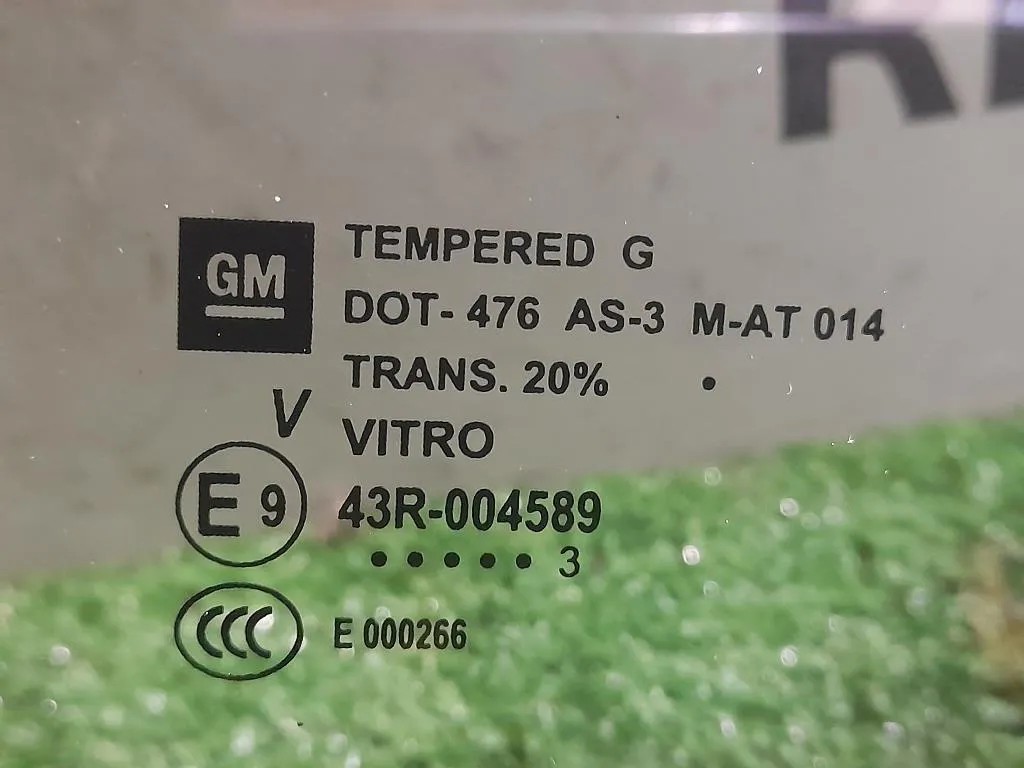 GM
TEMPERED G
DOT- 476 AS-3 M-AT 014
TRANS. 20% •
V VITRO
E 9 43R-004589
• • • • • 3
CCC E 000266